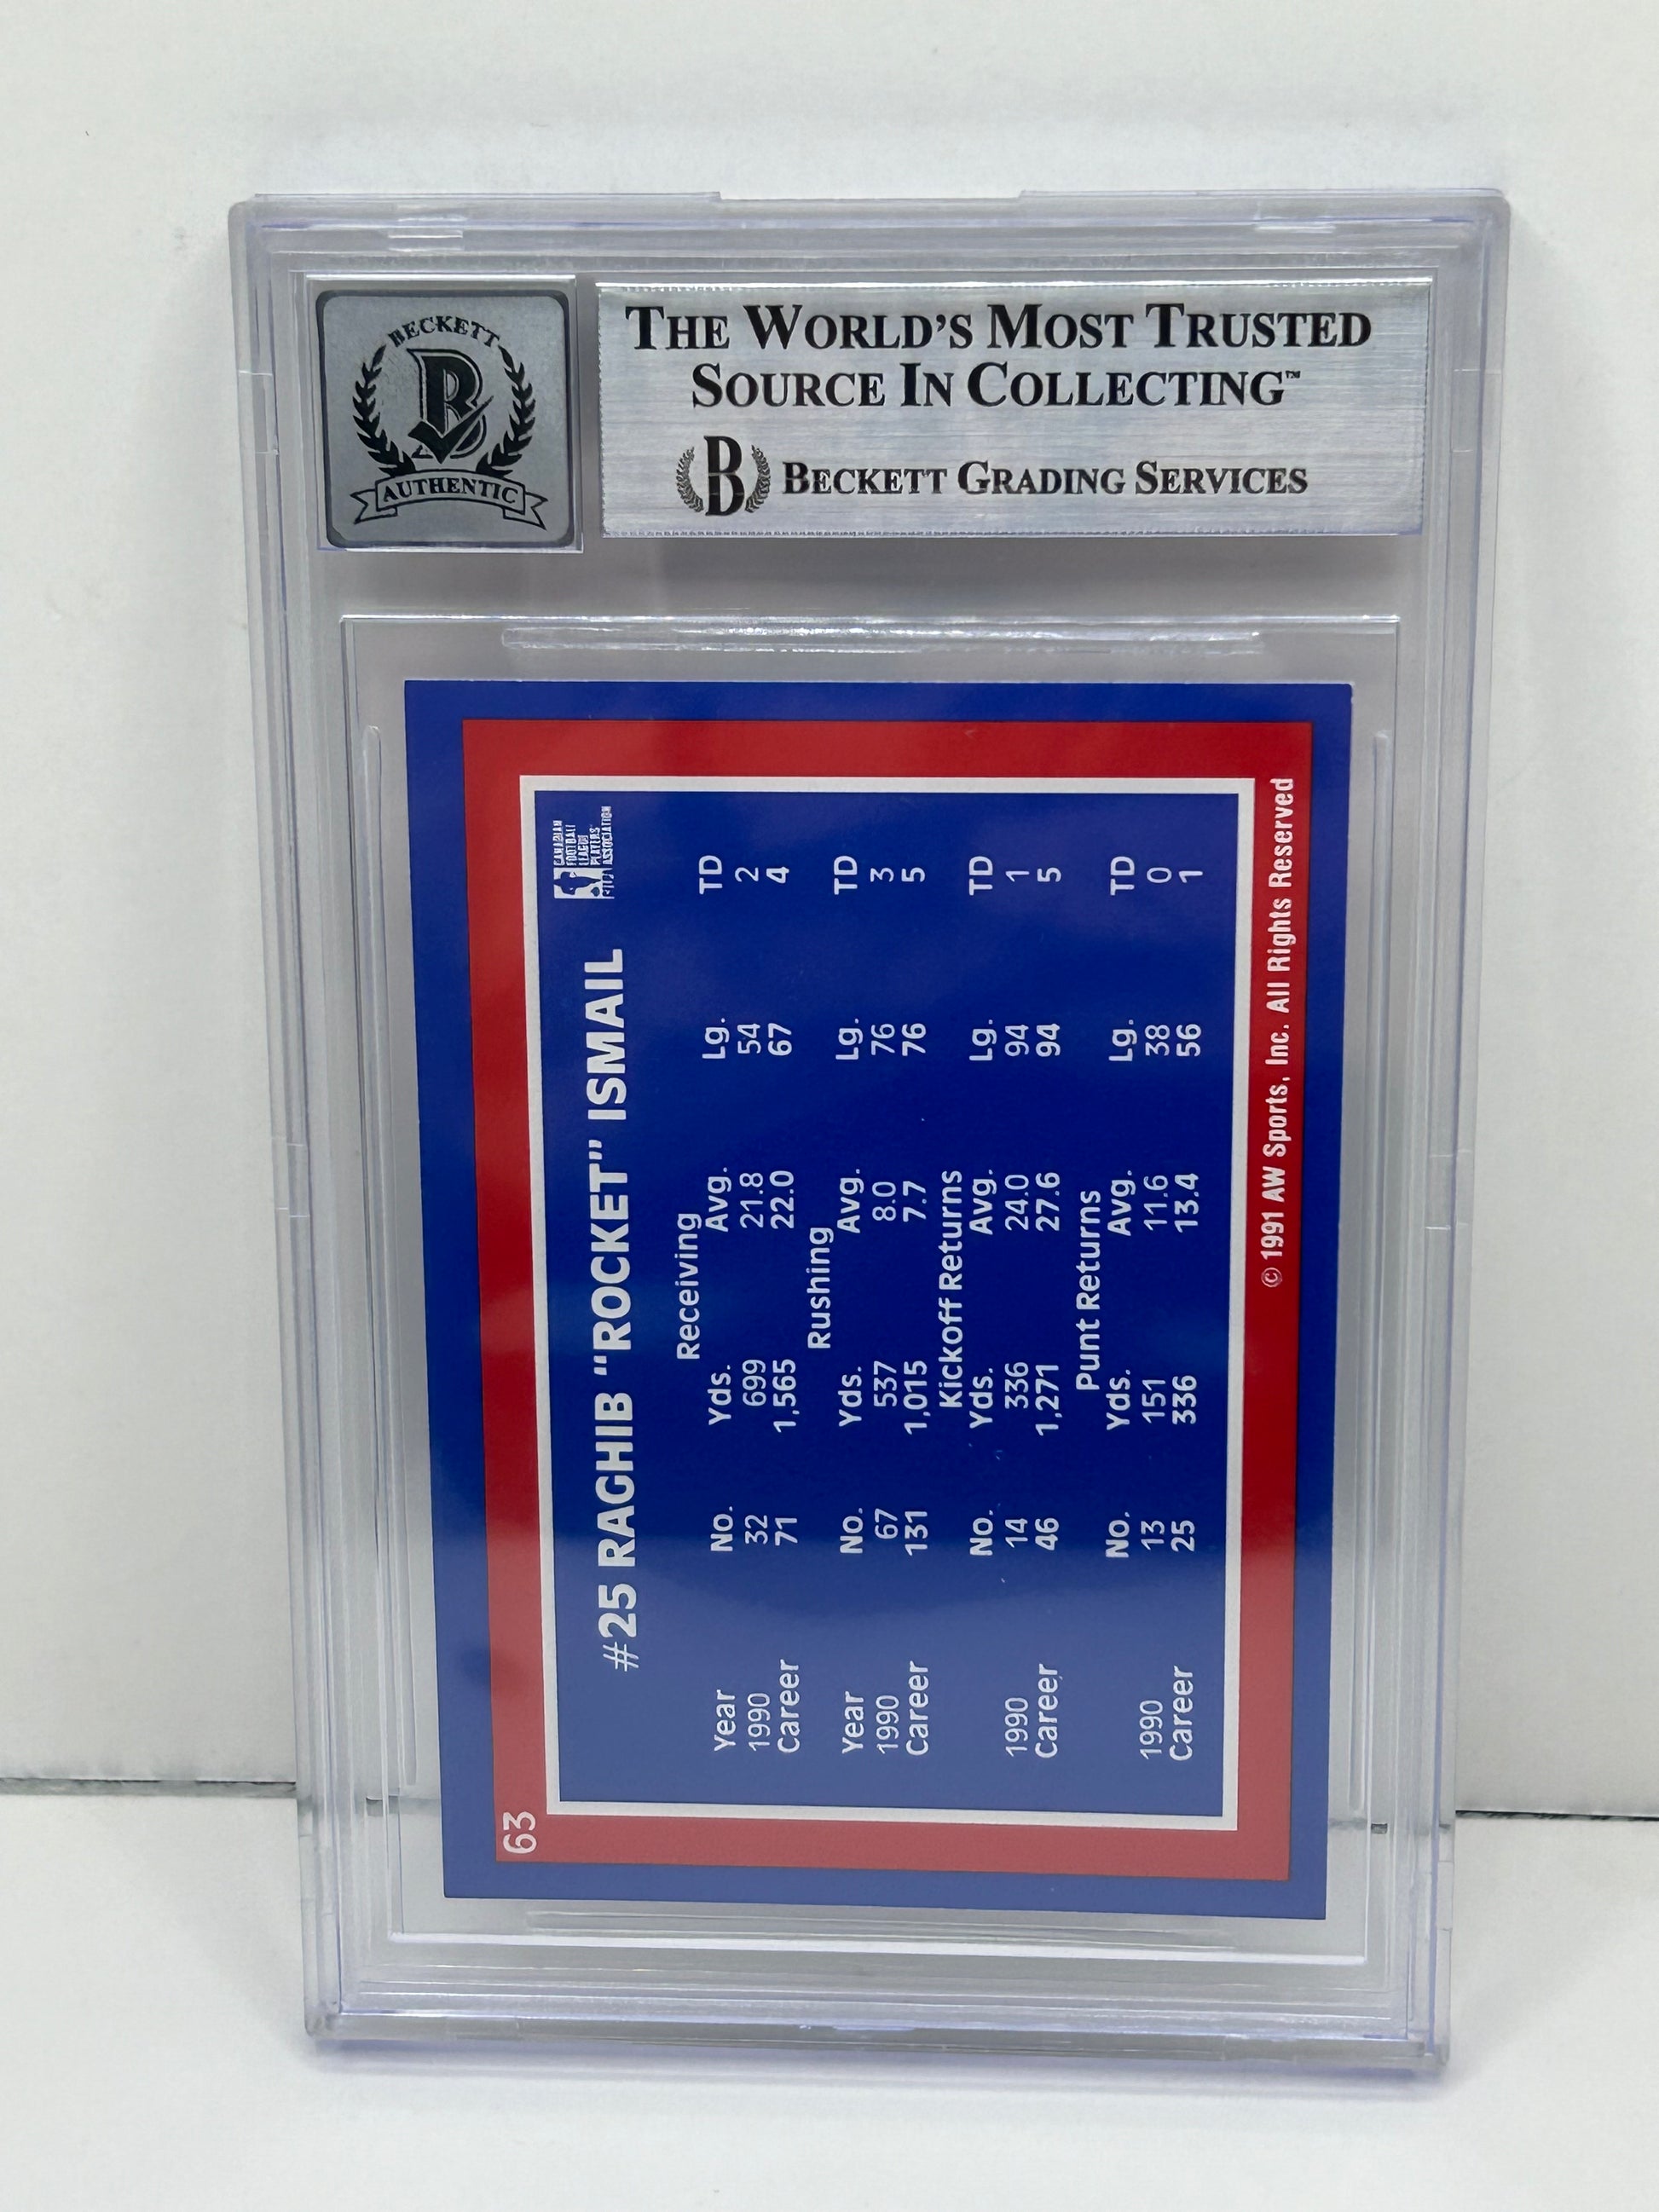 BECKETT
AUTHENTIC
THE WORLD'S MOST TRUSTED
SOURCE IN COLLECTING™
B BECKETT GRADING SERVICES
63
#25 RAGHIB "ROCKET" ISMAIL
CANADIAN
FOOTBALL
LEAGUE
PLAYERS'
ASSOCIATION
Receiving
Year No. Yds. Avg. Lg. TD
1990 32 699 21.8 54 2
Career 71 1,565 22.0 67 4
Rushing
Year No. Yds. Avg. Lg. TD
1990 67 537 8.0 76 3
Career 131 1,015 7.7 76 5
Kickoff Returns
No. Yds. Avg. Lg. TD
1990 14 336 24.0 94 1
Career 46 1,271 27.6 94 5
Punt Returns
No. Yds. Avg. Lg. TD
1990 13 151 11.6 38 0
Career 25 336 13.4 56 1
© 1991 AW Sports, Inc. All Rights Reserved